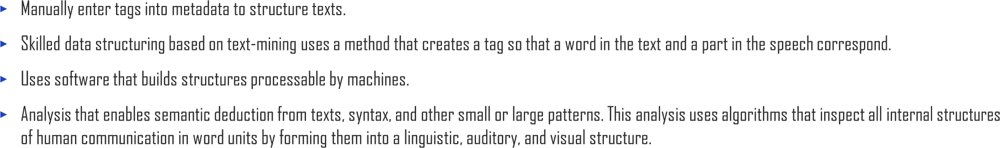 ▸ Manually enter tags into metadata to structure texts.
▸ Skilled data structuring based on text-mining uses a method that creates a tag so that a word in the text and a part in the speech correspond.
▸ Uses software that builds structures processable by machines.
▸ Analysis that enables semantic deduction from texts, syntax, and other small or large patterns. This analysis uses algorithms that inspect all internal structures
of human communication in word units by forming them into a linguistic, auditory, and visual structure.